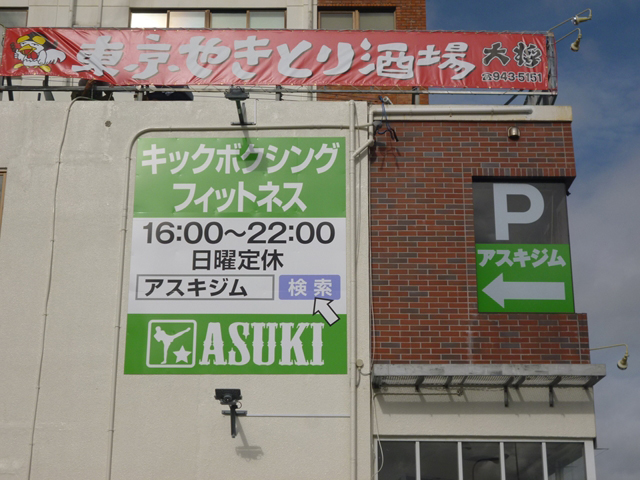 東京やきとり酒場 大将
☎943-5151
キックボクシング
フィットネス
16:00～22:00
日曜定休
アスキジム 検索
ASUKI
P
アスキジム